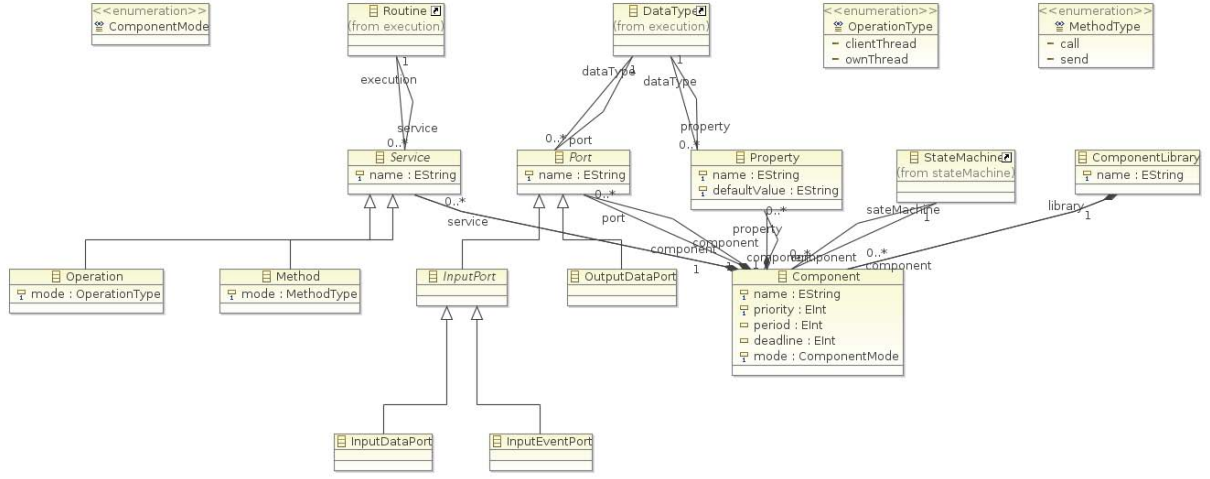 <<enumeration>>
ComponentMode
Routine
(from execution)
DataType
(from execution)
<<enumeration>>
OperationType
clientThread
ownThread
<<enumeration>>
MethodType
call
send
1
execution
service
0..*
1
dataType
0..*
port
1
dataType
property
0..*
Service
name : EString
Port
name : EString
Property
name : EString
defaultValue : EString
StateMachine
(from stateMachine)
ComponentLibrary
name : EString
0..*
service
component
1
0..*
port
component
1
0..*
property
component
1
sateMachine
1
0..*
component
library
1
0..*
component
Operation
mode : OperationType
Method
mode : MethodType
InputPort
OutputDataPort
Component
name : EString
priority : EInt
period : EInt
deadline : EInt
mode : ComponentMode
InputDataPort
InputEventPort